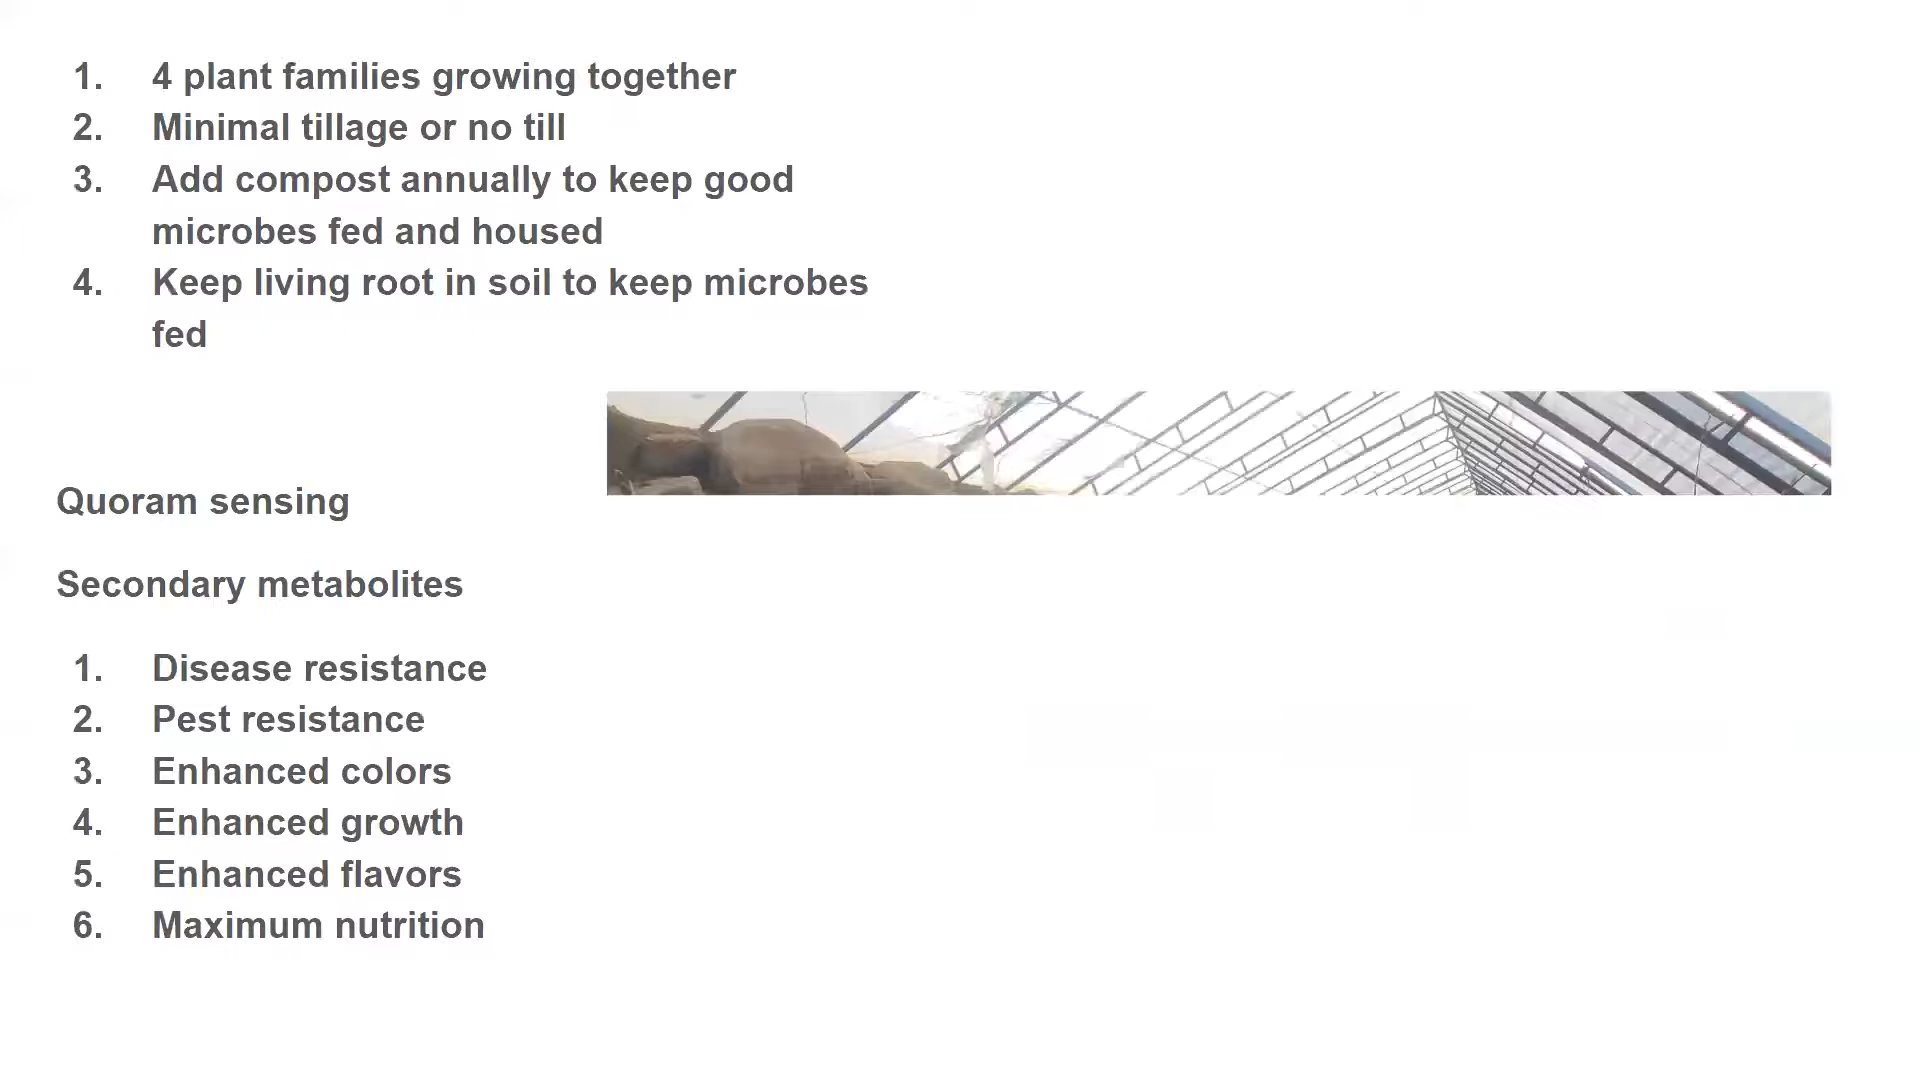 1. 4 plant families growing together
2. Minimal tillage or no till
3. Add compost annually to keep good
microbes fed and housed
4. Keep living root in soil to keep microbes
fed
Quoram sensing
Secondary metabolites
1. Disease resistance
2. Pest resistance
3. Enhanced colors
4. Enhanced growth
5. Enhanced flavors
6. Maximum nutrition